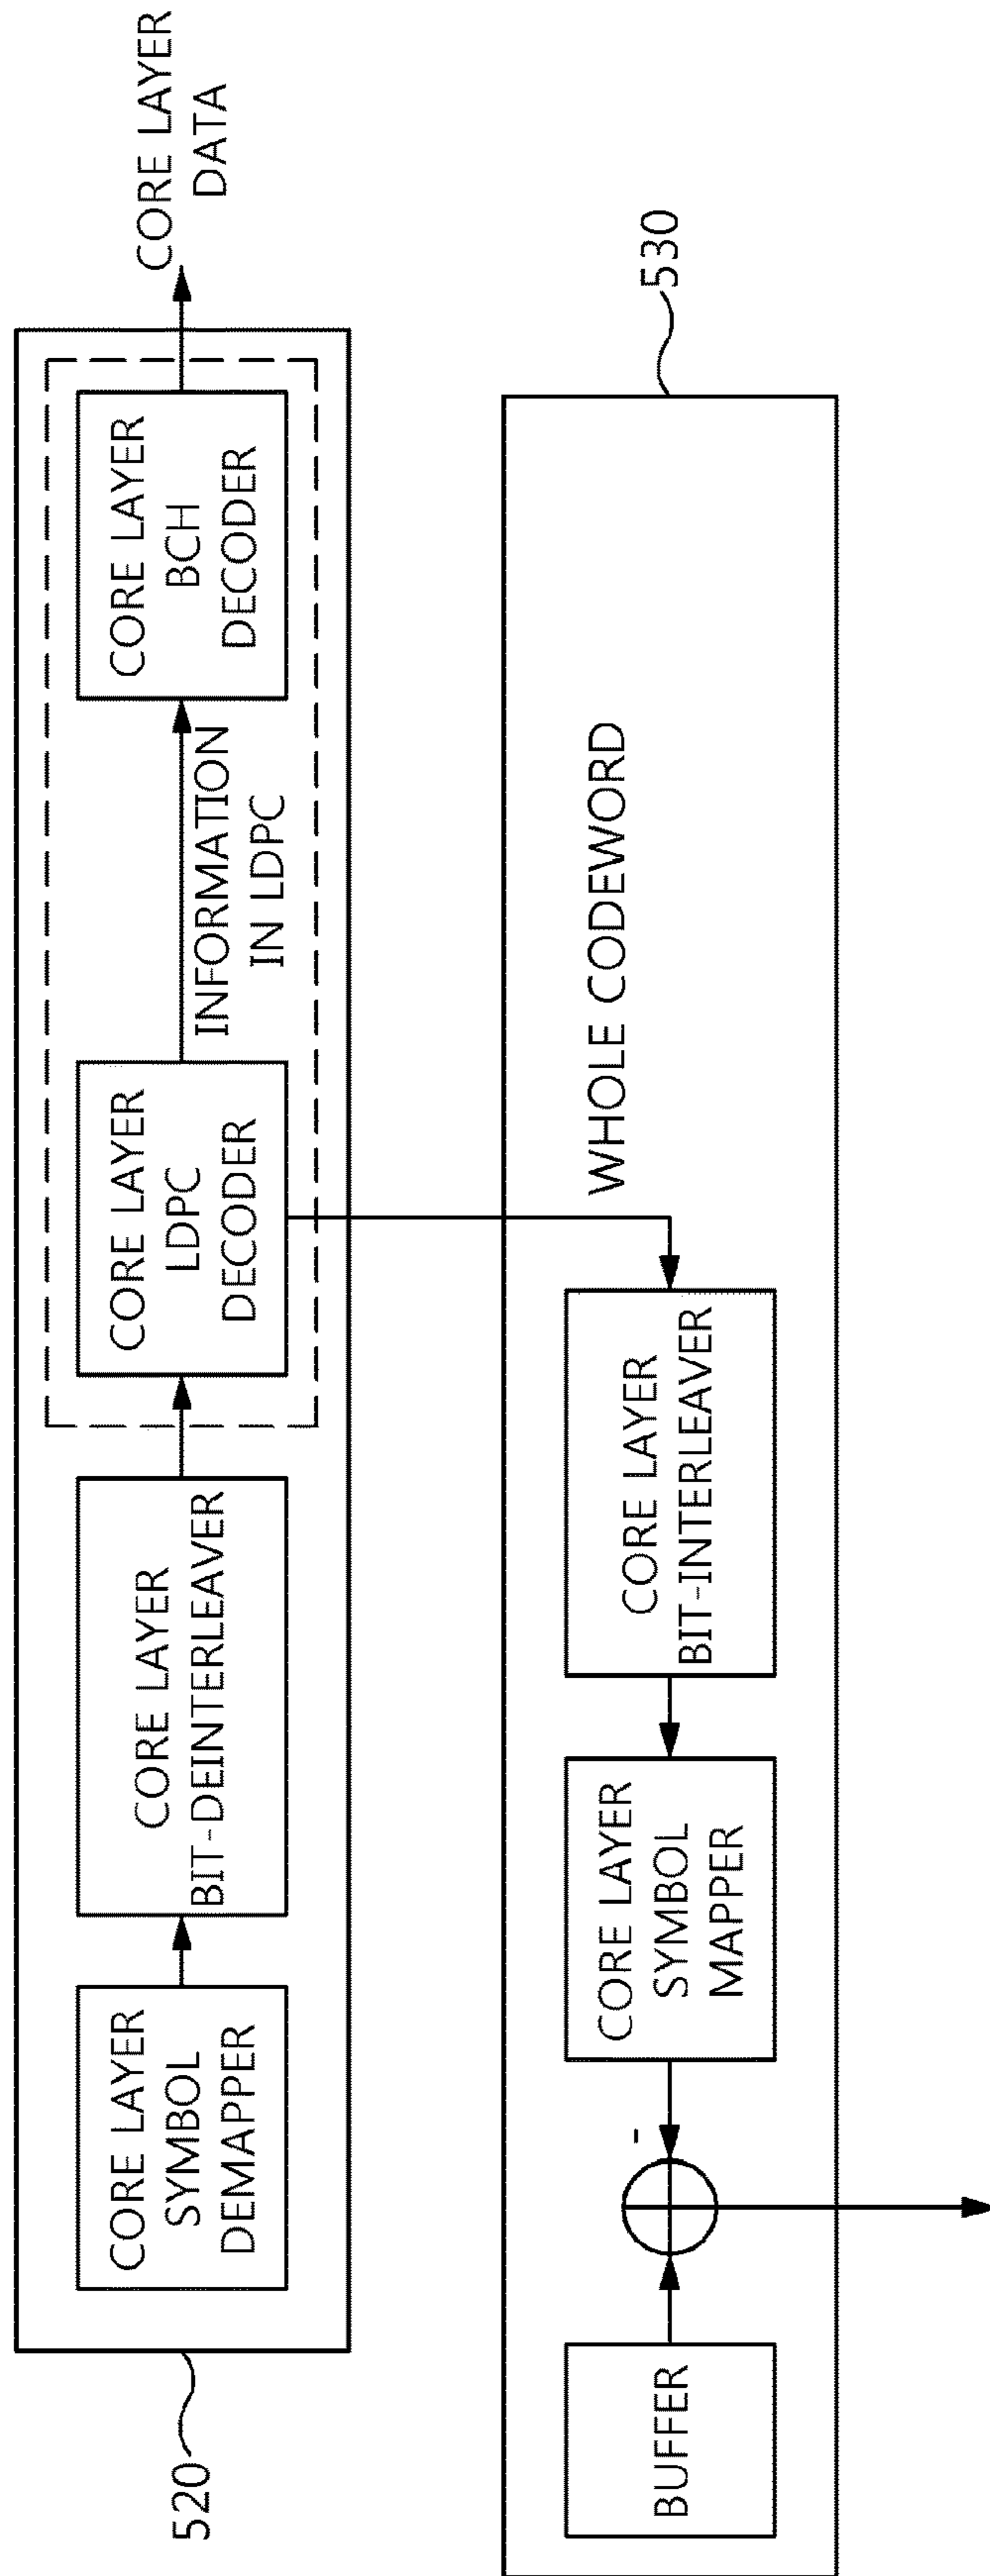 520
CORE LAYER
SYMBOL
DEMAPPER
CORE LAYER
BIT-DEINTERLEAVER
CORE LAYER
LDPC
DECODER
INFORMATION
IN LDPC
CORE LAYER
BCH
DECODER
CORE LAYER
DATA
530
BUFFER
-
CORE LAYER
SYMBOL
MAPPER
CORE LAYER
BIT-INTERLEAVER
WHOLE CODEWORD